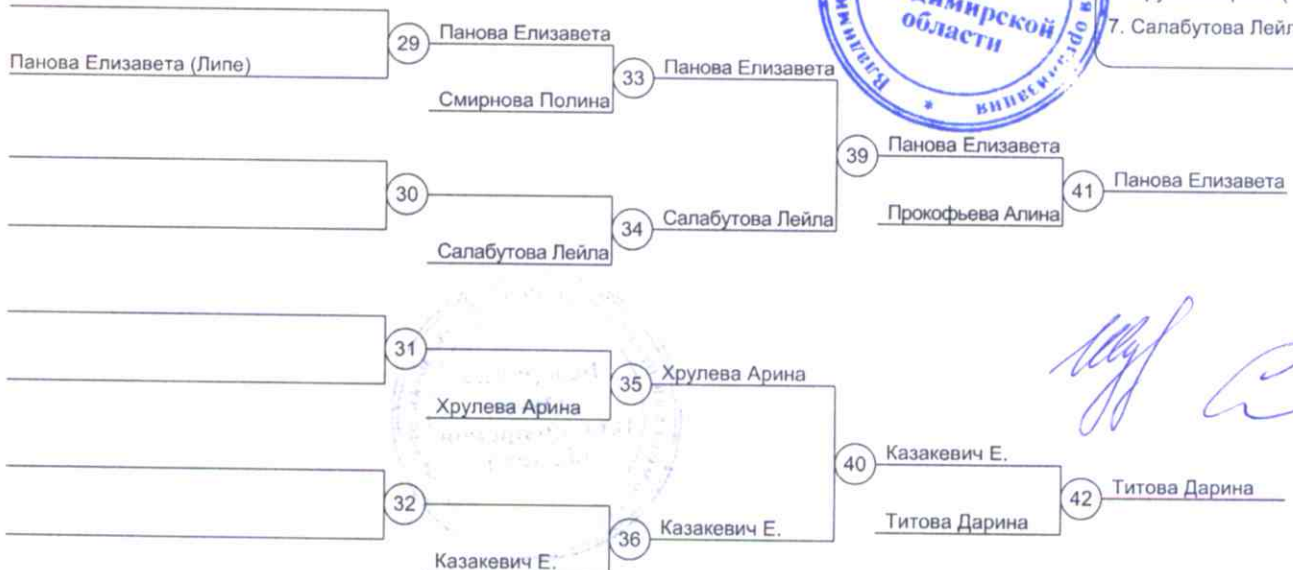 29
Панова Елизавета
Панова Елизавета (Липе)
33
Панова Елизавета
Смирнова Полина
7. Салабутова Лейл
области
39
Панова Елизавета
30
41
Панова Елизавета
34
Салабутова Лейла
Прокофьева Алина
Салабутова Лейла
31
35
Хрулева Арина
Хрулева Арина
40
Казакевич Е.
32
42
Титова Дарина
36
Казакевич Е.
Титова Дарина
Казакевич Е.